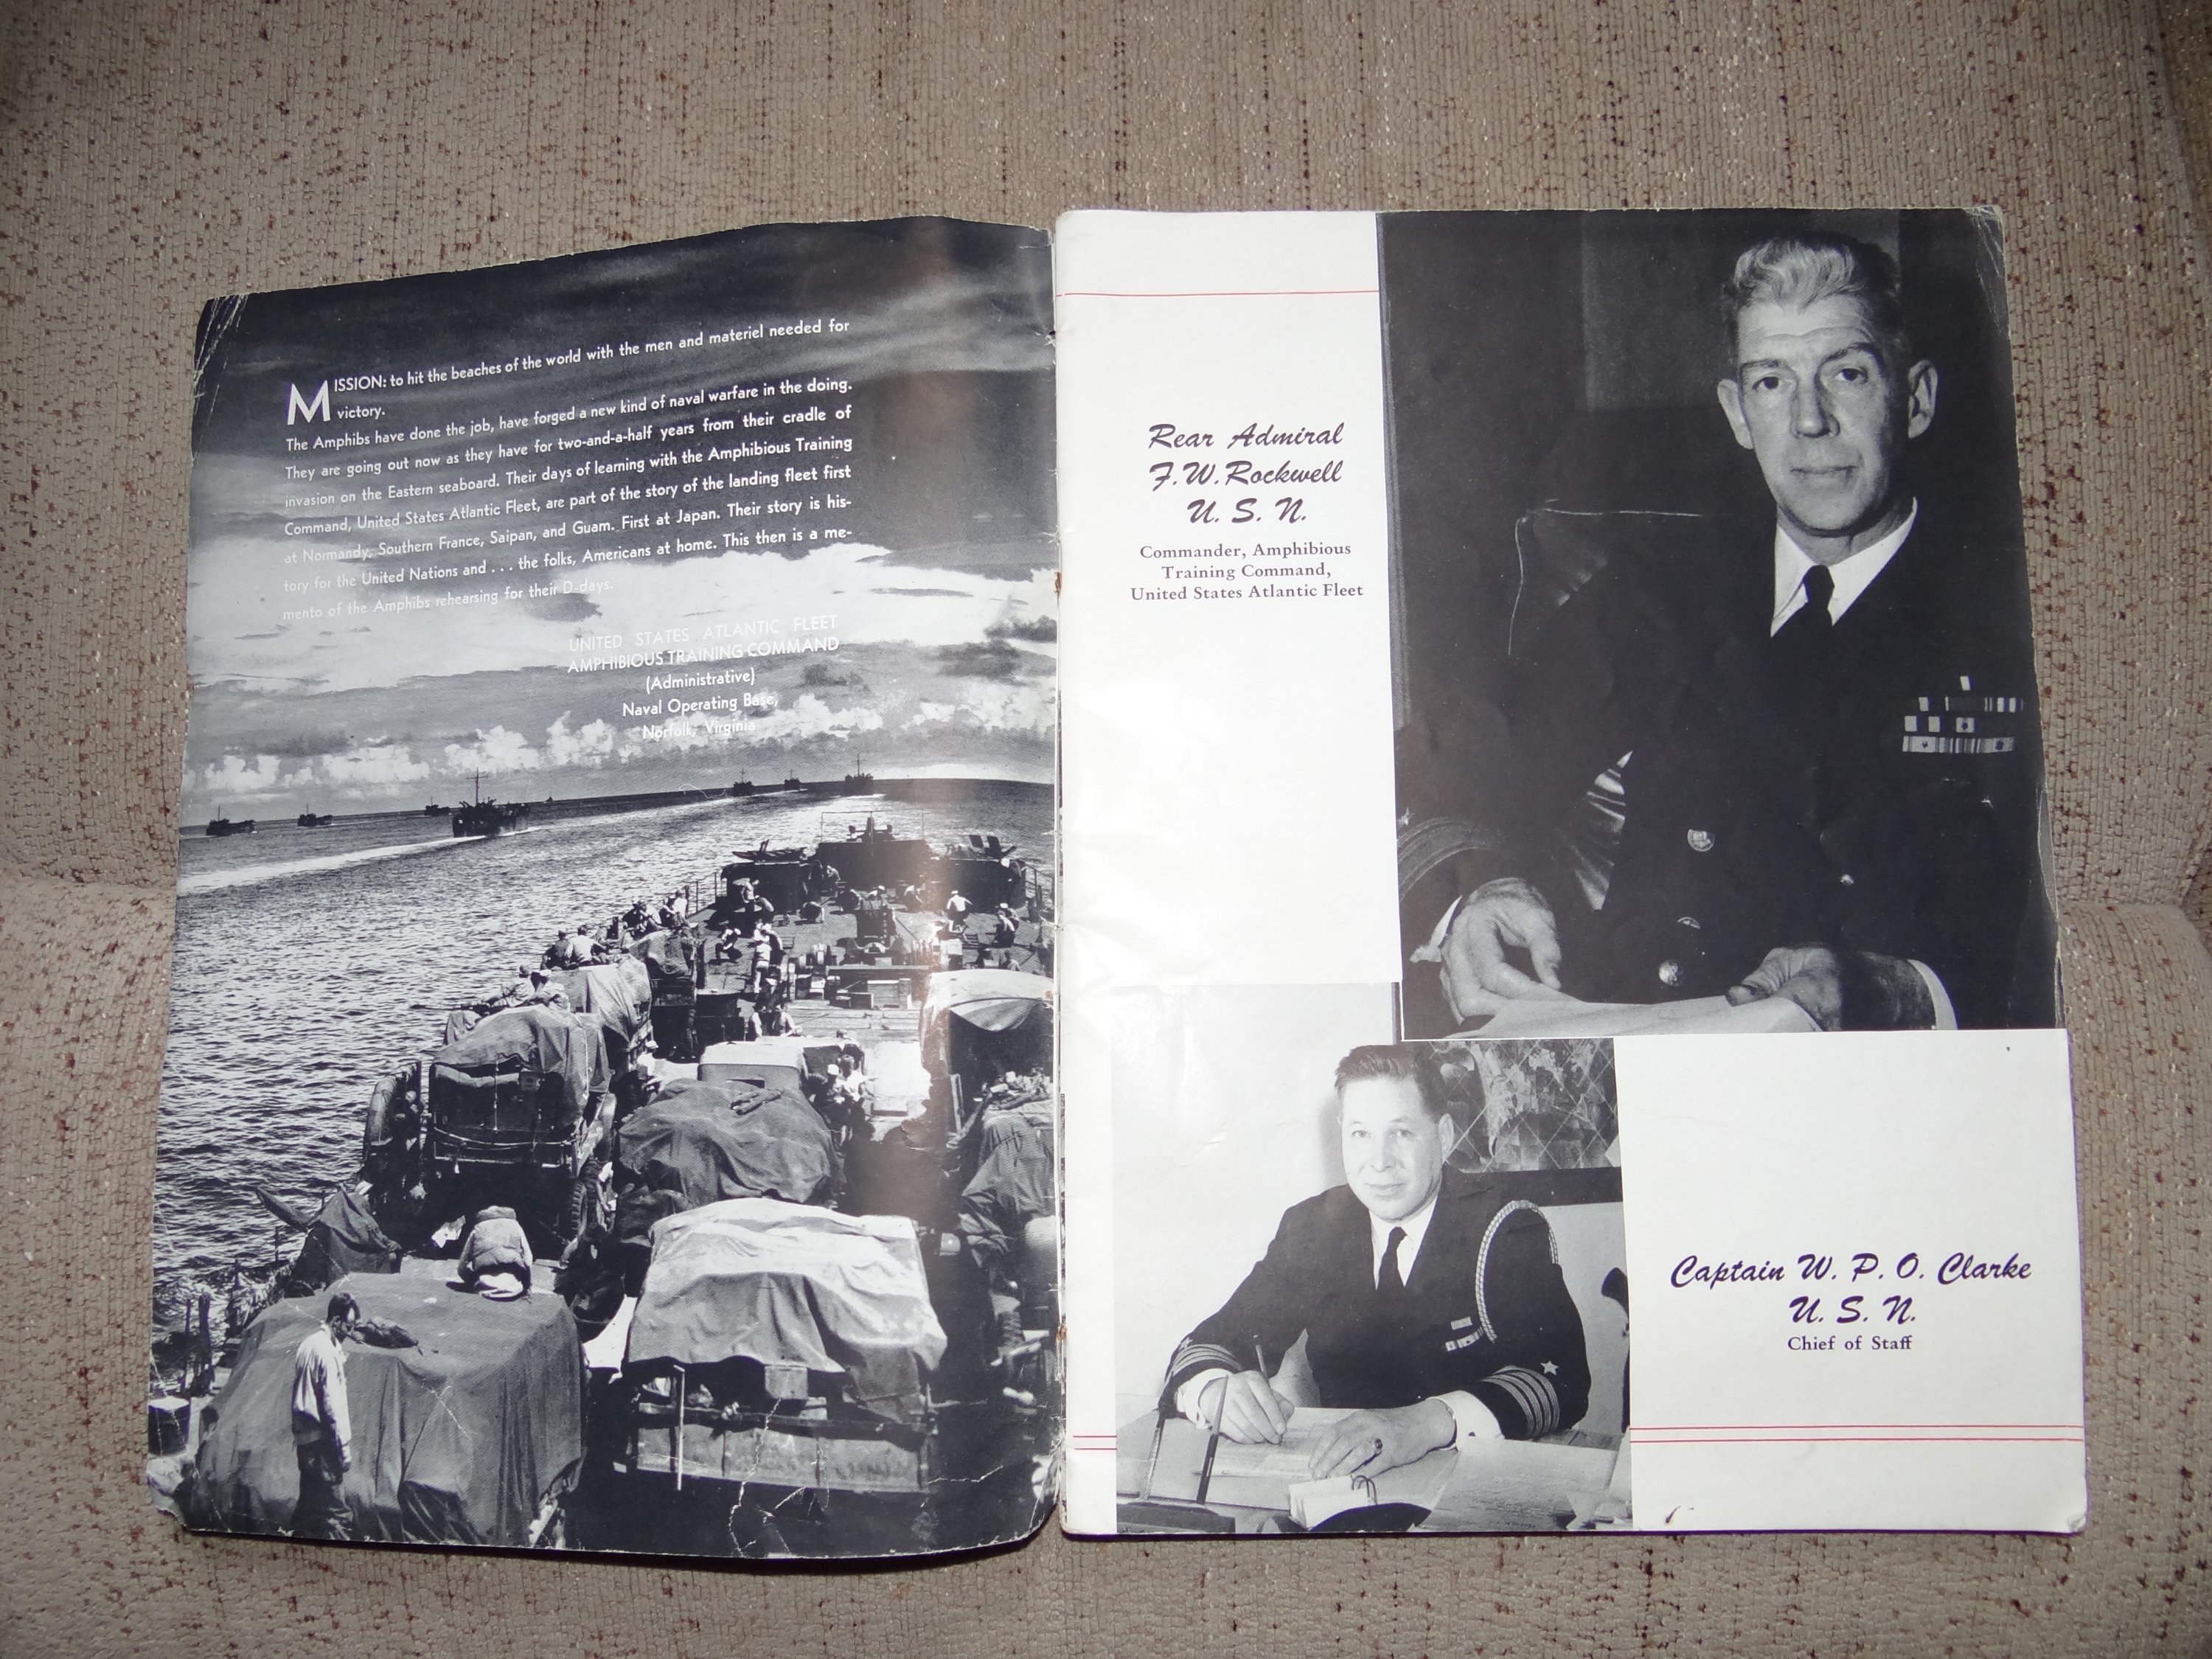 MISSION: to hit the beaches of the world with the men and materiel needed for
victory.
The Amphibs have done the job, have forged a new kind of naval warfare in the doing.
They are going out now as they have for two-and-a-half years from their cradle of
invasion on the Eastern seaboard. Their days of learning with the Amphibious Training
Command, United States Atlantic Fleet, are part of the story of the landing fleet first
at Normandy, Southern France, Saipan, and Guam. First at Japan. Their story is his-
tory for the United Nations and . . . the folks, Americans at home. This then is a me-
mento of the Amphibs rehearsing for their D-days.
UNITED STATES ATLANTIC FLEET
AMPHIBIOUS TRAINING COMMAND
(Administrative)
Naval Operating Base,
Norfolk, Virginia
Rear Admiral
F. W. Rockwell
U. S. N.
Commander, Amphibious
Training Command,
United States Atlantic Fleet
Captain W. P. O. Clarke
U. S. N.
Chief of Staff